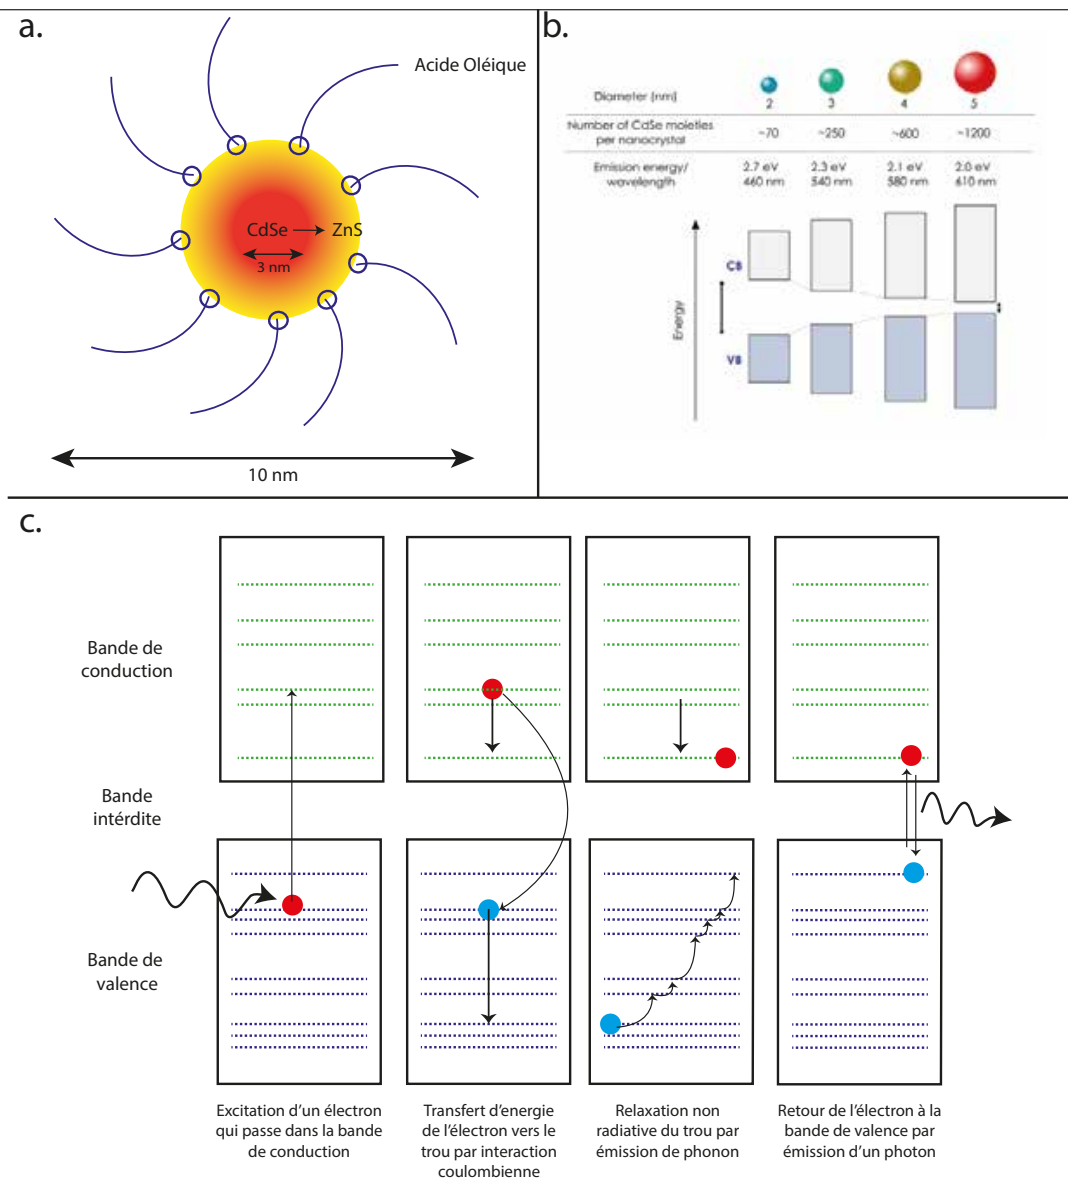 a.
Acide Oléique
CdSe → ZnS
3 nm
10 nm
b.
Diameter (nm)
2 3 4 5
Number of CdSe moieties
per nanocrystal
~70 ~250 ~600 ~1200
Emission energy/
wavelength
2.7 eV 2.3 eV 2.1 eV 2.0 eV
460 nm 540 nm 580 nm 610 nm
CB
Energy
VB
c.
Bande de
conduction
Bande
intérdite
Bande de
valence
Excitation d'un électron
qui passe dans la bande
de conduction
Transfert d'energie
de l'électron vers le
trou par interaction
coulombienne
Relaxation non
radiative du trou par
émission de phonon
Retour de l'électron à la
bande de valence par
émission d'un photon